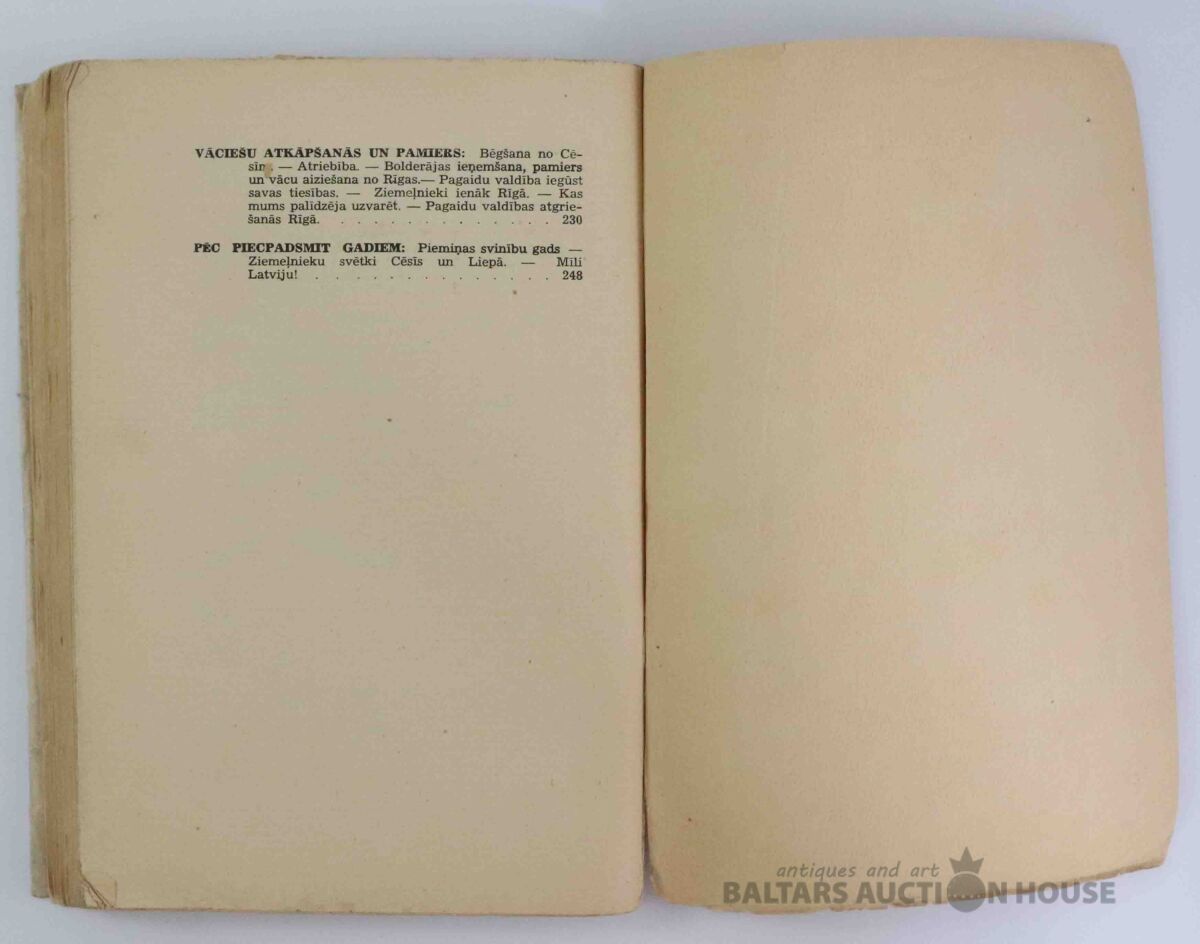 VĀCIEŠU ATKĀPŠANĀS UN PAMIERS: Bēgšana no Cē-
sīm. — Atriebība. — Bolderājas ieņemšana, pamiers
un vācu aiziešana no Rīgas.— Pagaidu valdība iegūst
savas tiesības. — Ziemeļnieki ienāk Rīgā. — Kas
mums palīdzēja uzvarēt. — Pagaidu valdības atgrie-
šanās Rīgā. . . . . . . . . . . . . 230
PĒC PIECPADSMIT GADIEM: Piemiņas svinību gads —
Ziemeļnieku svētki Cēsīs un Liepā. — Mīli
Latviju! . . . . . . . . . . . . . 248
antiques and art
BALTARS AUCTION HOUSE